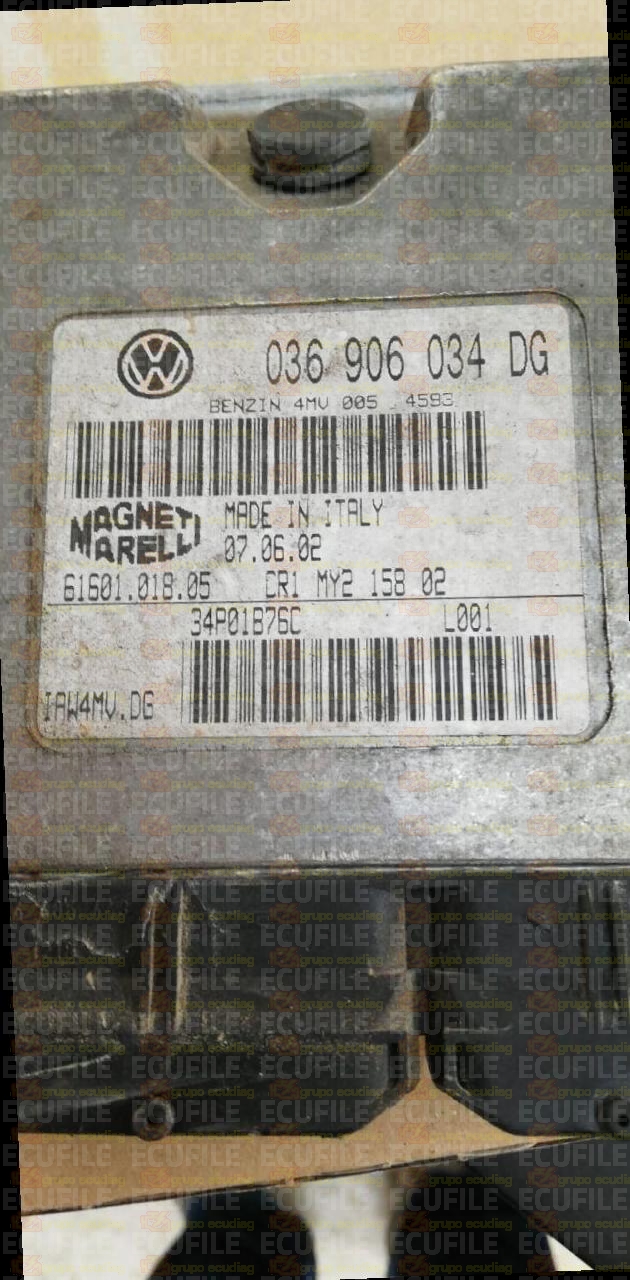 036 906 034 DG
BENZIN 4MV 005 4593
MAGNETI MARELLI
MADE IN ITALY
07.06.02
61601.018.05 CR1 MY2 158 02
34P01B76C L001
IAW4MV.DG
ECUFILE
grupo ecudiag